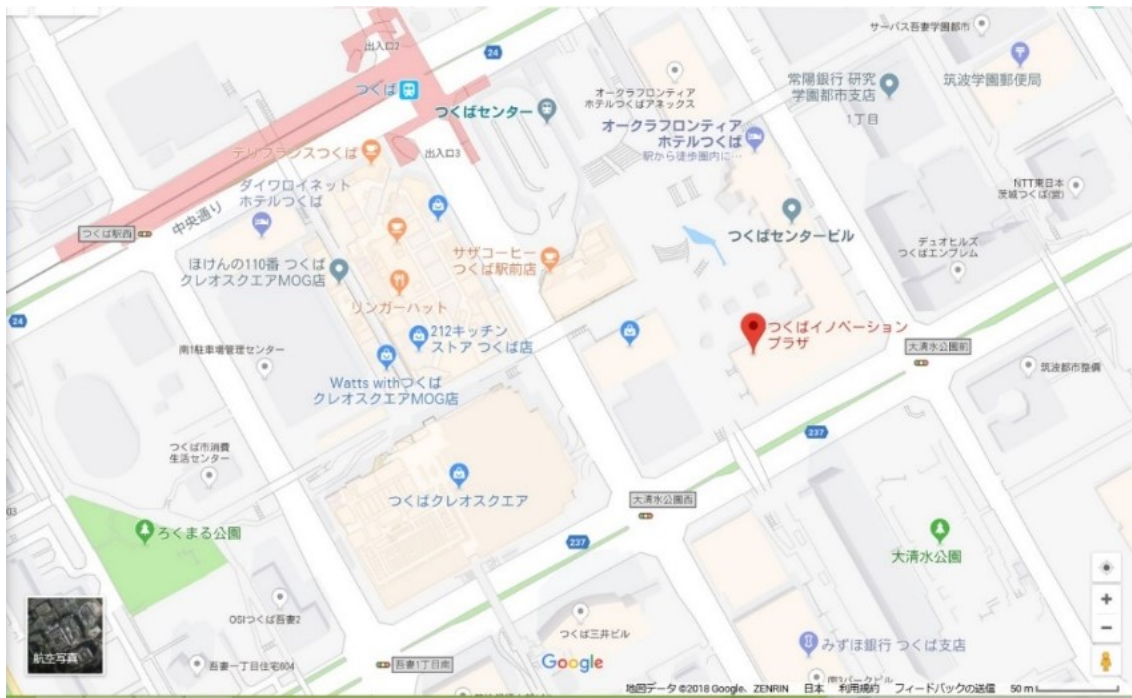 サーパス吾妻学園都市
出入口2
24
つくば
つくばセンター
オークラフロンティア
ホテルつくばアネックス
常陽銀行 研究
学園都市支店
1丁目
筑波学園郵便局
デリフランスつくば
出入口3
オークラフロンティア
ホテルつくば
駅から徒歩圏内に…
NTT東日本
茨城つくば(営)
ダイワロイネット
ホテルつくば
つくば駅西
中央通り
サザコーヒー
つくば駅前店
つくばセンタービル
デュオヒルズ
つくばエンブレム
ほけんの110番 つくば
クレオスクエアMOG店
リンガーハット
24
212キッチン
ストア つくば店
つくばイノベーション
プラザ
大清水公園前
南1駐車場管理センター
筑波都市整備
Watts withつくば
クレオスクエアMOG店
237
つくば市消費
生活センター
つくばクレオスクエア
大清水公園西
03
ろくまる公園
237
大清水公園
OSIつくば吾妻2
つくば三井ビル
みずほ銀行 つくば支店
航空写真
吾妻一丁目住宅604
吾妻1丁目南
Google
南3パークビル
地図データ ©2018 Google、ZENRIN 日本 利用規約 フィードバックの送信 50 m